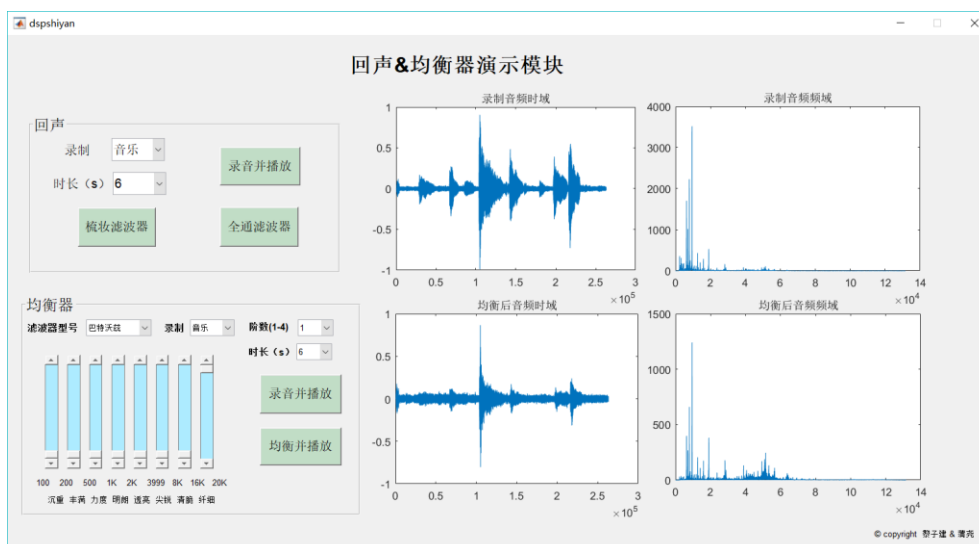 dspshiyan
回声&均衡器演示模块
回声
录制 音乐
时长（s） 6
录音并播放
梳妆滤波器
全通滤波器
均衡器
滤波器型号 巴特沃兹 录制 音乐 阶数(1-4) 1
时长（s） 6
录音并播放
均衡并播放
100 200 500 1K 2K 3999 8K 16K 20K
沉重 丰满 力度 明朗 透亮 尖锐 清脆 纤细
录制音频时域
1
0.5
0
-0.5
-1
0 0.5 1 1.5 2 2.5 3
×10⁵
录制音频频域
4000
3000
2000
1000
0
0 2 4 6 8 10 12 14
×10⁴
均衡后音频时域
1
0.5
0
-0.5
-1
0 0.5 1 1.5 2 2.5 3
×10⁵
均衡后音频频域
1500
1000
500
0
0 2 4 6 8 10 12 14
×10⁴
© copyright 黎子建 &